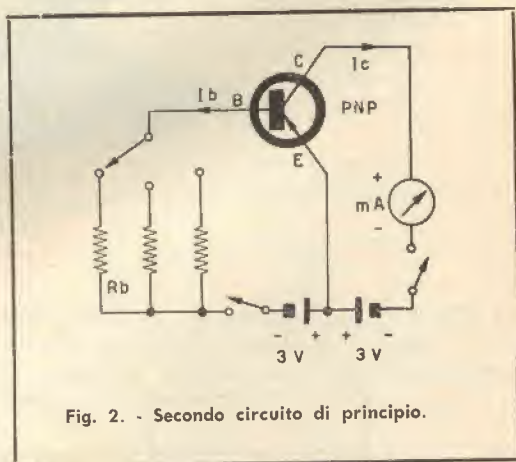 C
Ic
Ib
B
PNP
E
+
mA
-
Rb
- + + -
3 V 3 V
Fig. 2. - Secondo circuito di principio.